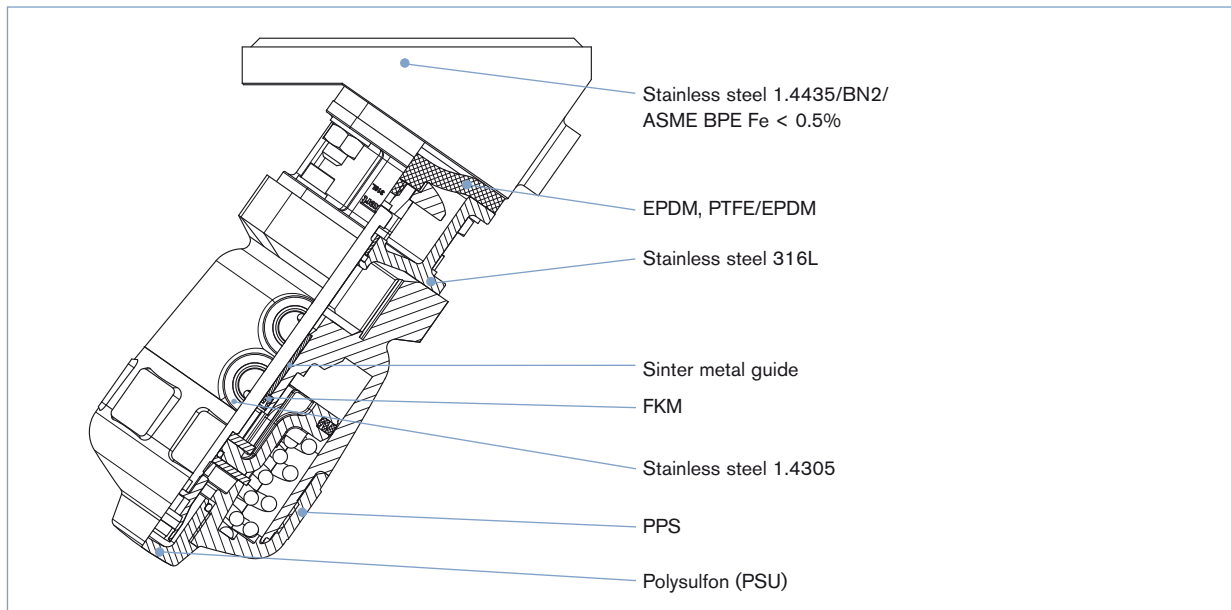 Stainless steel 1.4435/BN2/
ASME BPE Fe < 0.5%
EPDM, PTFE/EPDM
Stainless steel 316L
Sinter metal guide
FKM
Stainless steel 1.4305
PPS
Polysulfon (PSU)